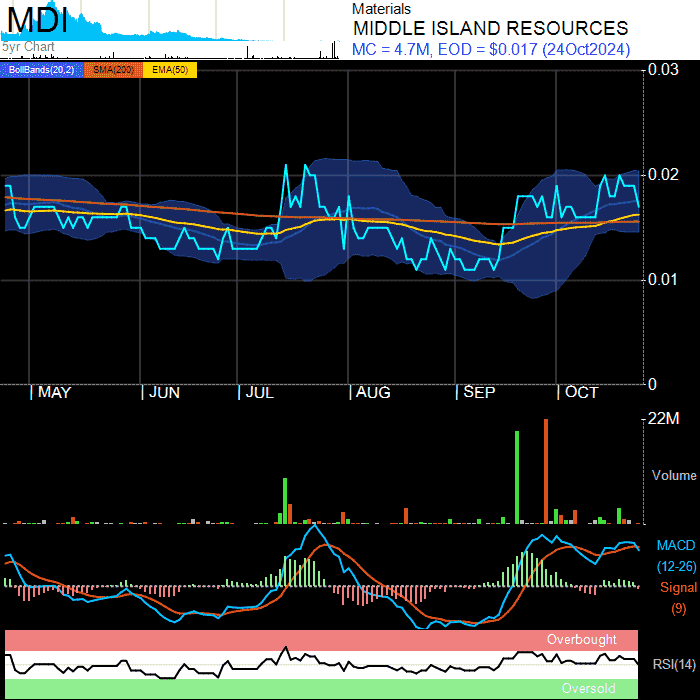 MDI
5yr Chart
Materials
MIDDLE ISLAND RESOURCES
MC = 4.7M, EOD = $0.017 (24Oct2024)
BollBands(20,2) SMA(200) EMA(50)
0.03
0.02
0.01
0
MAY JUN JUL AUG SEP OCT
22M
Volume
MACD
(12-26)
Signal
(9)
Overbought
RSI(14)
Oversold